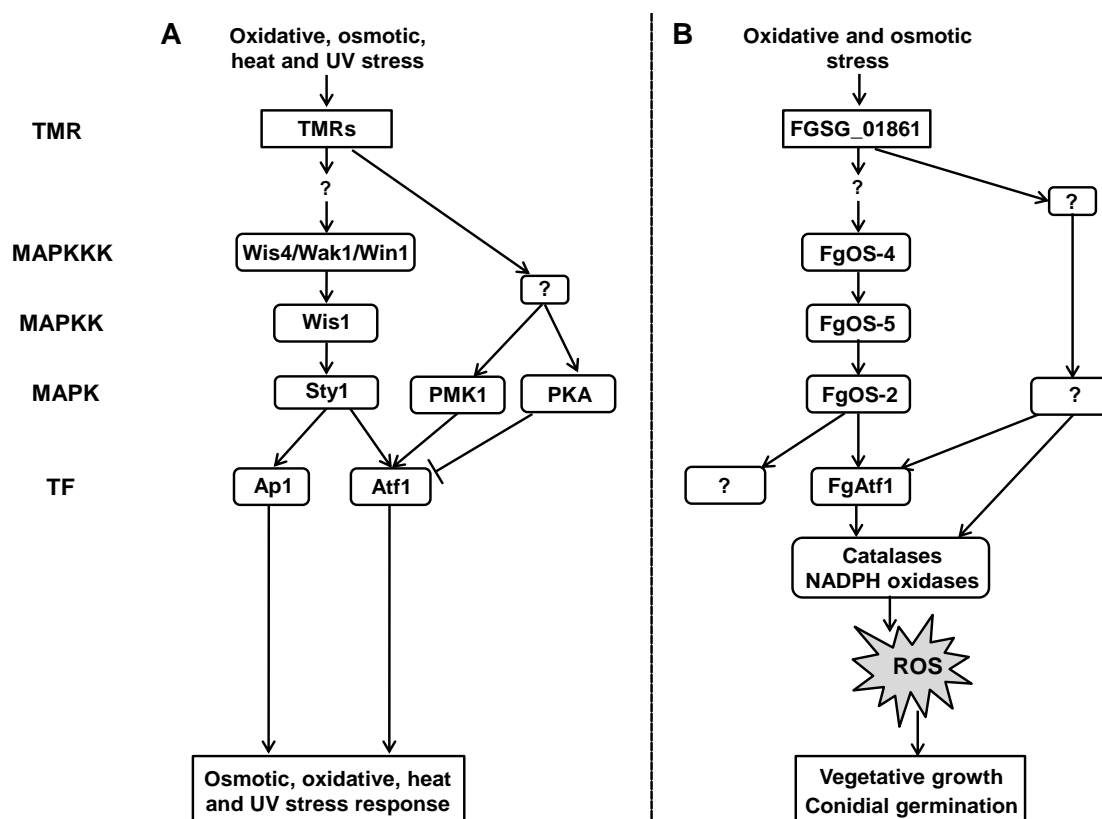 A
Oxidative, osmotic,
heat and UV stress
B
Oxidative and osmotic
stress
TMR
TMRs
FGSG_01861
?
?
?
MAPKKK
Wis4/Wak1/Win1
?
FgOS-4
MAPKK
Wis1
FgOS-5
MAPK
Sty1
PMK1
PKA
FgOS-2
?
TF
Ap1
Atf1
?
FgAtf1
Catalases
NADPH oxidases
ROS
Osmotic, oxidative, heat
and UV stress response
Vegetative growth
Conidial germination